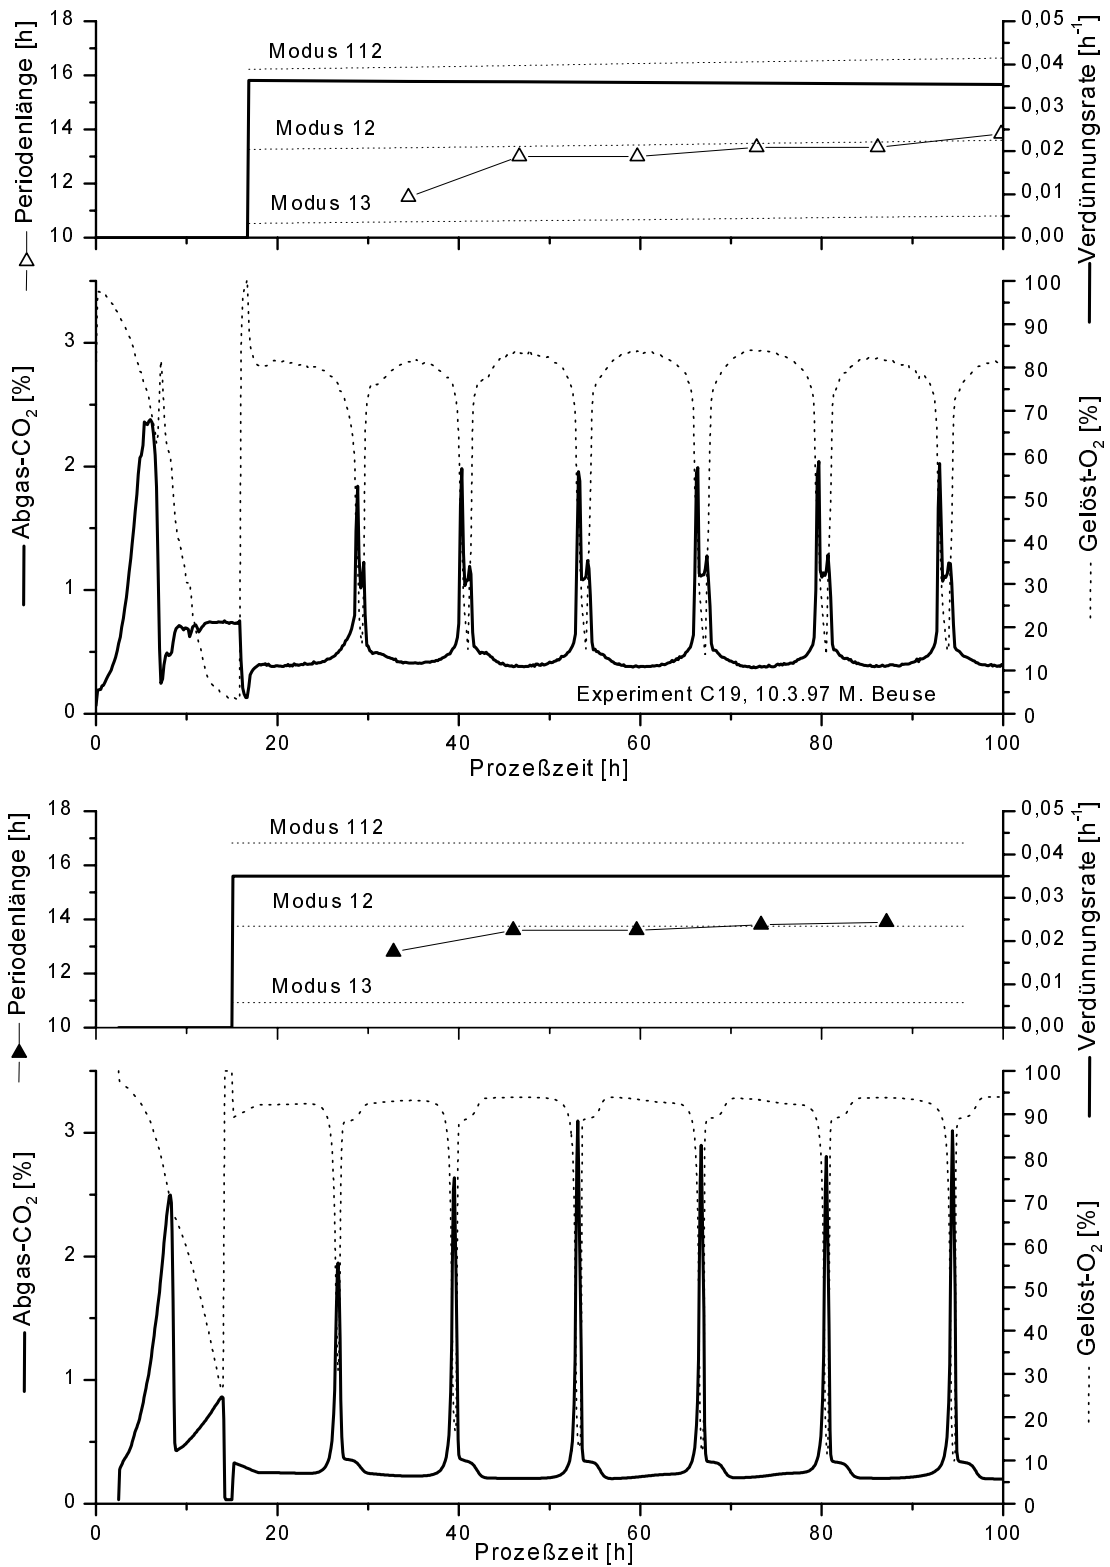 18
16
14
12
10
Periodenlänge [h]
Modus 112
Modus 12
Modus 13
0,05
0,04
0,03
0,02
0,01
0,00
Verdünnungsrate [h⁻¹]
3
2
1
0
Abgas-CO₂ [%]
100
90
80
70
60
50
40
30
20
10
0
Gelöst-O₂ [%]
Experiment C19, 10.3.97 M. Beuse
0 20 40 60 80 100
Prozeßzeit [h]
18
16
14
12
10
Periodenlänge [h]
Modus 112
Modus 12
Modus 13
0,05
0,04
0,03
0,02
0,01
0,00
Verdünnungsrate [h⁻¹]
3
2
1
0
Abgas-CO₂ [%]
100
90
80
70
60
50
40
30
20
10
0
Gelöst-O₂ [%]
0 20 40 60 80 100
Prozeßzeit [h]